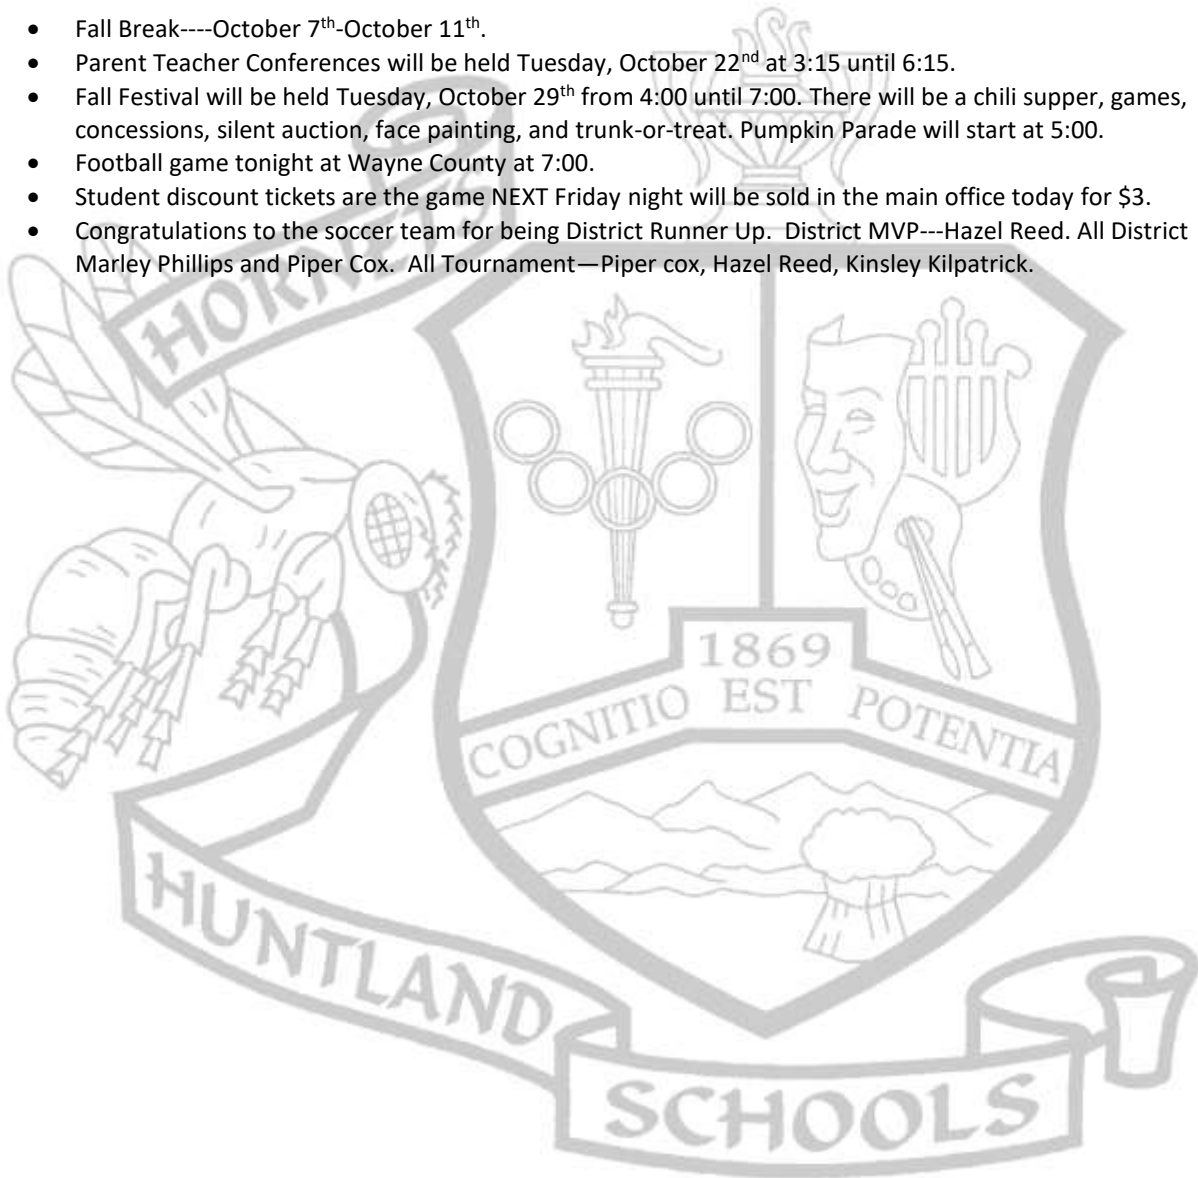 • Fall Break----October 7th-October 11th.
• Parent Teacher Conferences will be held Tuesday, October 22nd at 3:15 until 6:15.
• Fall Festival will be held Tuesday, October 29th from 4:00 until 7:00. There will be a chili supper, games,
concessions, silent auction, face painting, and trunk-or-treat. Pumpkin Parade will start at 5:00.
• Football game tonight at Wayne County at 7:00.
• Student discount tickets are the game NEXT Friday night will be sold in the main office today for $3.
• Congratulations to the soccer team for being District Runner Up.  District MVP---Hazel Reed. All District
Marley Phillips and Piper Cox.  All Tournament—Piper cox, Hazel Reed, Kinsley Kilpatrick.
HORNETS
1869
COGNITIO EST POTENTIA
HUNTLAND
SCHOOLS